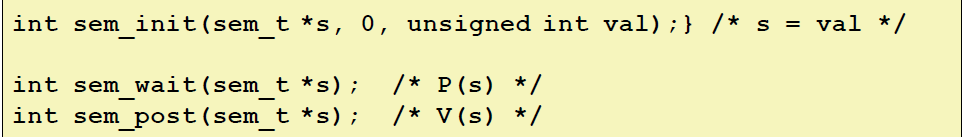 int sem_init(sem_t *s, 0, unsigned int val);} /* s = val */
int sem_wait(sem_t *s);  /* P(s) */
int sem_post(sem_t *s);  /* V(s) */